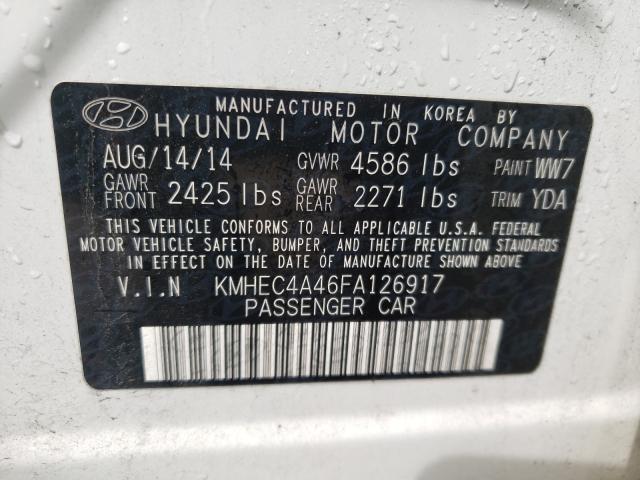 MANUFACTURED IN KOREA BY
HYUNDAI MOTOR COMPANY
AUG/14/14 GVWR 4586 lbs PAINT WW7
GAWR FRONT 2425 lbs GAWR REAR 2271 lbs TRIM YDA
THIS VEHICLE CONFORMS TO ALL APPLICABLE U.S.A. FEDERAL
MOTOR VEHICLE SAFETY, BUMPER, AND THEFT PREVENTION STANDARDS
IN EFFECT ON THE DATE OF MANUFACTURE SHOWN ABOVE.
V.I.N KMHEC4A46FA126917
PASSENGER CAR